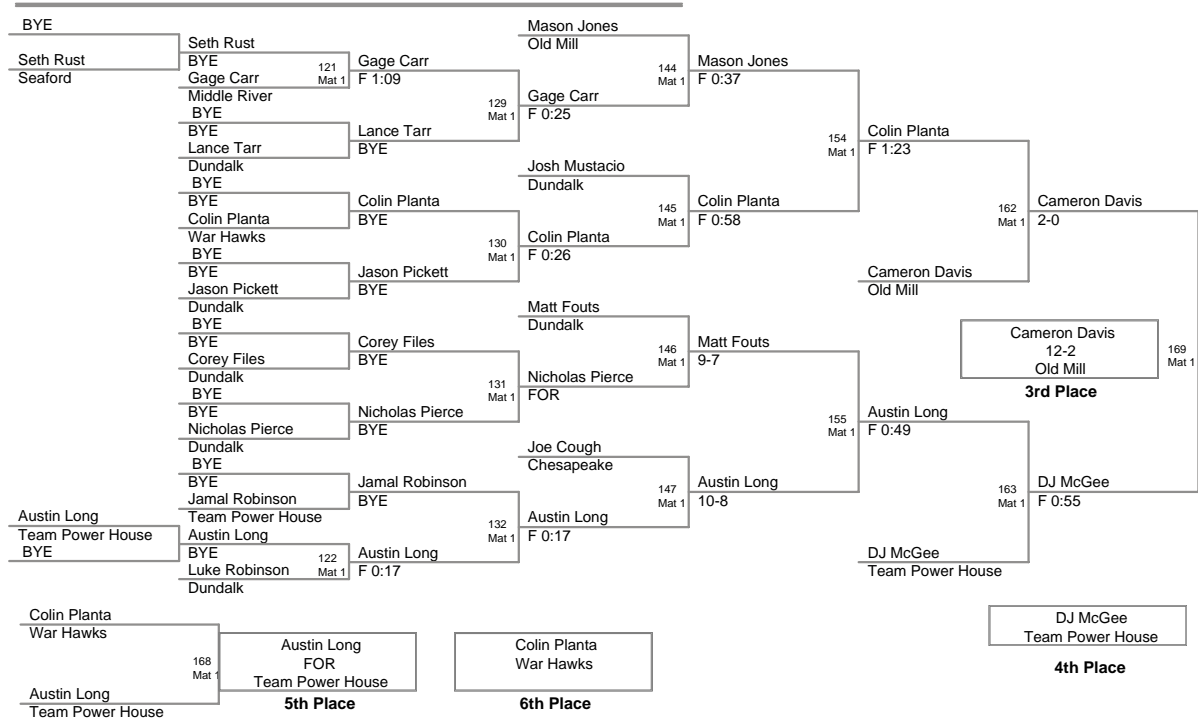 BYE
Seth Rust
Seaford
Austin Long
Team Power House
BYE
Seth Rust
BYE
Gage Carr
Middle River
BYE
BYE
Lance Tarr
Dundalk
BYE
BYE
Colin Planta
War Hawks
BYE
BYE
Jason Pickett
Dundalk
BYE
BYE
Corey Files
Dundalk
BYE
BYE
Nicholas Pierce
Dundalk
BYE
BYE
Jamal Robinson
Team Power House
Austin Long
BYE
Luke Robinson
Dundalk
121
Mat 1
122
Mat 1
Gage Carr
F 1:09
Lance Tarr
BYE
Colin Planta
BYE
Jason Pickett
BYE
Corey Files
BYE
Nicholas Pierce
BYE
Jamal Robinson
BYE
Austin Long
F 0:17
129
Mat 1
130
Mat 1
131
Mat 1
132
Mat 1
Mason Jones
Old Mill
Gage Carr
F 0:25
Josh Mustacio
Dundalk
Colin Planta
F 0:26
Matt Fouts
Dundalk
Nicholas Pierce
FOR
Joe Cough
Chesapeake
Austin Long
F 0:17
144
Mat 1
145
Mat 1
146
Mat 1
147
Mat 1
Mason Jones
F 0:37
Colin Planta
F 0:58
Matt Fouts
9-7
Austin Long
10-8
154
Mat 1
155
Mat 1
Colin Planta
F 1:23
Cameron Davis
Old Mill
Austin Long
F 0:49
DJ McGee
Team Power House
162
Mat 1
163
Mat 1
Cameron Davis
2-0
DJ McGee
F 0:55
169
Mat 1
Cameron Davis
12-2
Old Mill
3rd Place
DJ McGee
Team Power House
4th Place
Colin Planta
War Hawks
Austin Long
Team Power House
168
Mat 1
Austin Long
FOR
Team Power House
5th Place
Colin Planta
War Hawks
6th Place